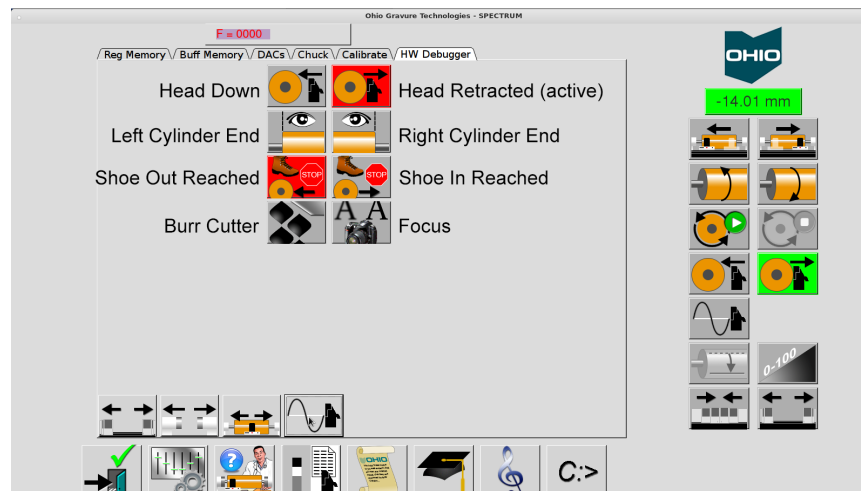 Ohio Gravure Technologies - SPECTRUM
F = 0000
Reg Memory Buff Memory DACs Chuck Calibrate HW Debugger
OHIO
Head Down Head Retracted (active)
-14.01 mm
Left Cylinder End Right Cylinder End
Shoe Out Reached STOP STOP Shoe In Reached
Burr Cutter A A Focus
0-100
? OHIO C:>